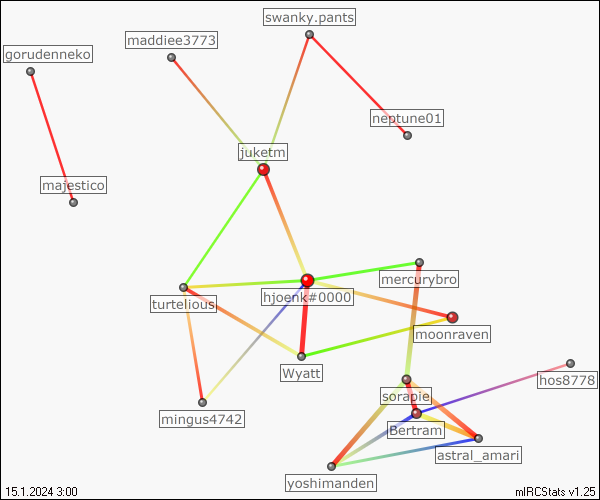 swanky.pants
maddiee3773
gorudenneko
neptune01
juketm
majestico
mercurybro
hjoenk#0000
turtelious
moonraven
Wyatt
hos8778
sorapie
mingus4742
Bertram
astral_amari
yoshimanden
15.1.2024 3:00
mIRCStats v1.25